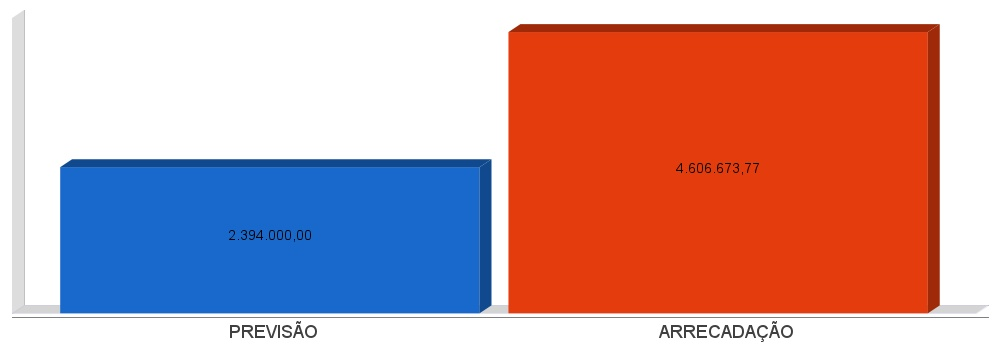 4.606.673,77
2.394.000,00
PREVISÃO
ARRECADAÇÃO